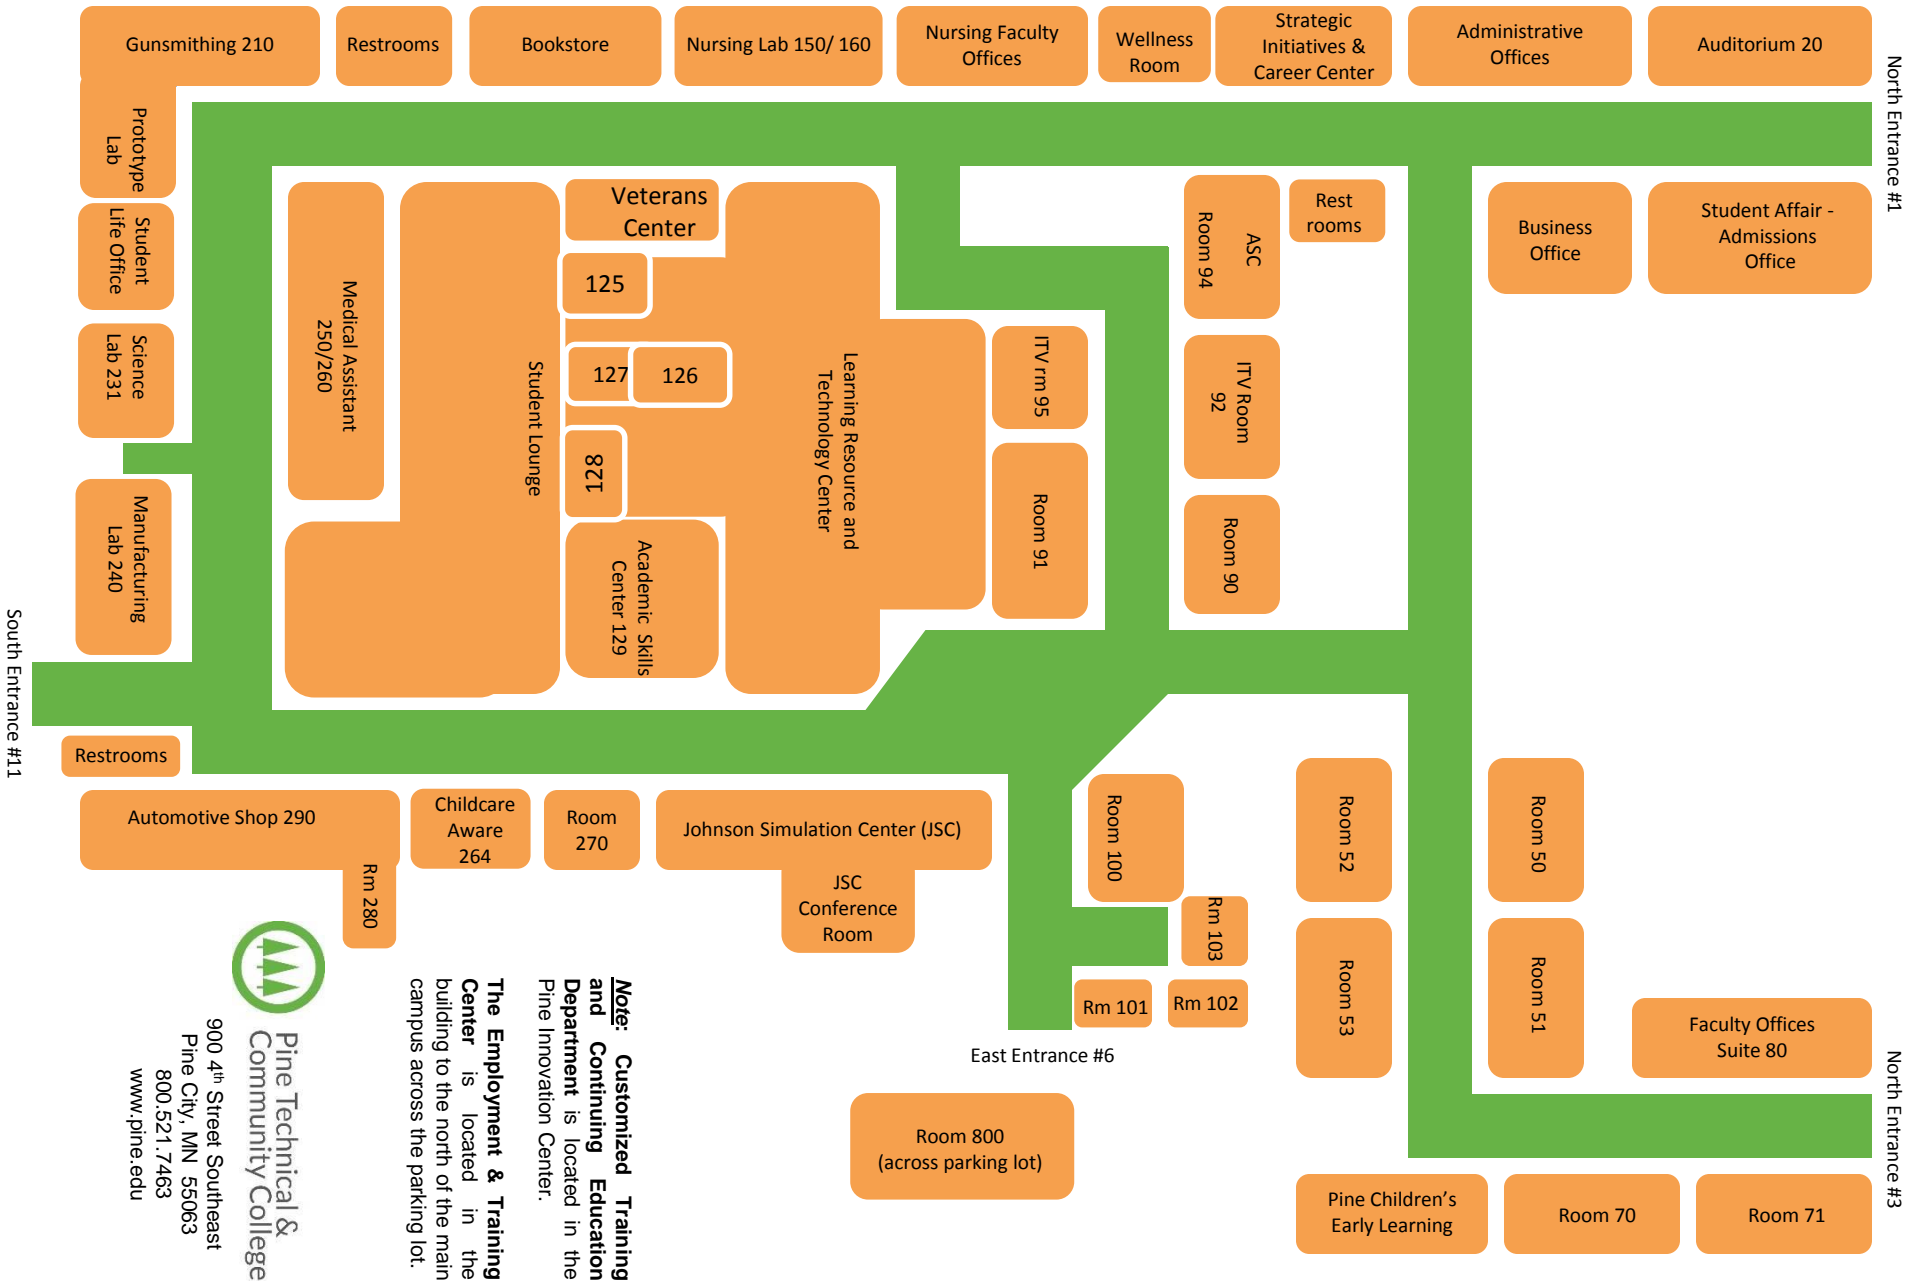 Gunsmithing 210
Restrooms
Bookstore
Nursing Lab 150/ 160
Nursing Faculty
Offices
Wellness
Room
Strategic
Initiatives &
Career Center
Administrative
Offices
Auditorium 20
North Entrance #1
Prototype
Lab
Student
Life Office
Science
Lab 231
Manufacturing
Lab 240
South Entrance #11
Restrooms
Medical Assistant
250/260
Student Lounge
Veterans
Center
125
127
126
128
Academic Skills
Center 129
Learning Resource and
Technology Center
ITV rm 95
Room 91
ASC
Room 94
Rest
rooms
ITV Room
92
Room 90
Business
Office
Student Affair -
Admissions
Office
Automotive Shop 290
Rm 280
Childcare
Aware
264
Room
270
Johnson Simulation Center (JSC)
JSC
Conference
Room
Room 100
Rm 103
Rm 101
Rm 102
East Entrance #6
Room 52
Room 53
Room 50
Room 51
Faculty Offices
Suite 80
North Entrance #3
Room 800
(across parking lot)
Pine Children’s
Early Learning
Room 70
Room 71
Note: Customized Training
and Continuing Education
Department is located in the
Pine Innovation Center.
The Employment & Training
Center is located in the
building to the north of the main
campus across the parking lot.
Pine Technical &
Community College
900 4th Street Southeast
Pine City, MN 55063
800.521.7463
www.pine.edu